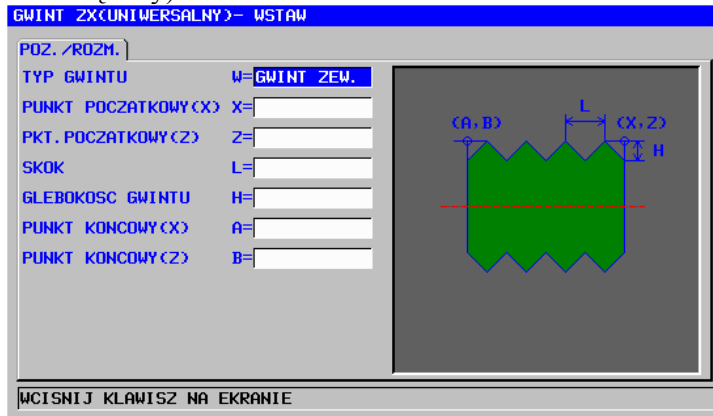 GWINT ZX(UNIWERSALNY)- WSTAW
POZ./ROZM.
TYP GWINTU W=GWINT ZEW.
PUNKT POCZATKOWY(X) X=
PKT.POCZATKOWY(Z) Z=
SKOK L=
GLEBOKOSC GWINTU H=
PUNKT KONCOWY(X) A=
PUNKT KONCOWY(Z) B=
L
(A,B) (X,Z)
H
WCISNIJ KLAWISZ NA EKRANIE